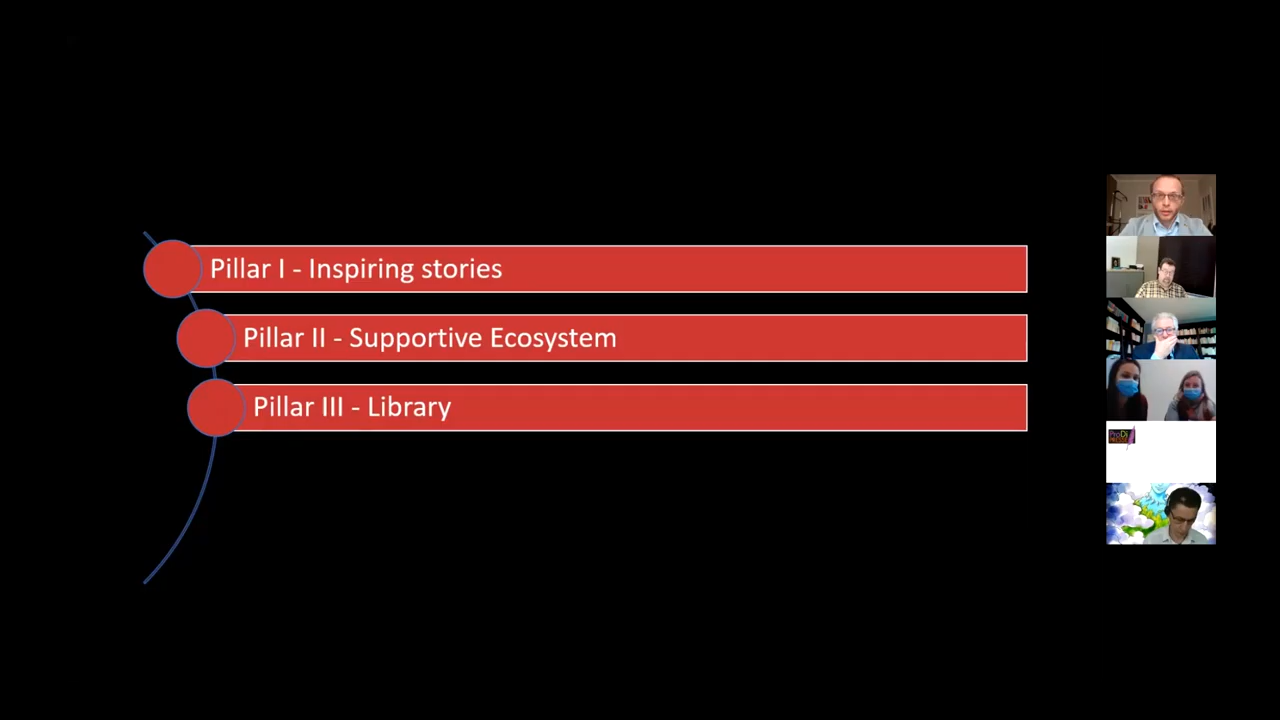 Pillar I - Inspiring stories
Pillar II - Supportive Ecosystem
Pillar III - Library